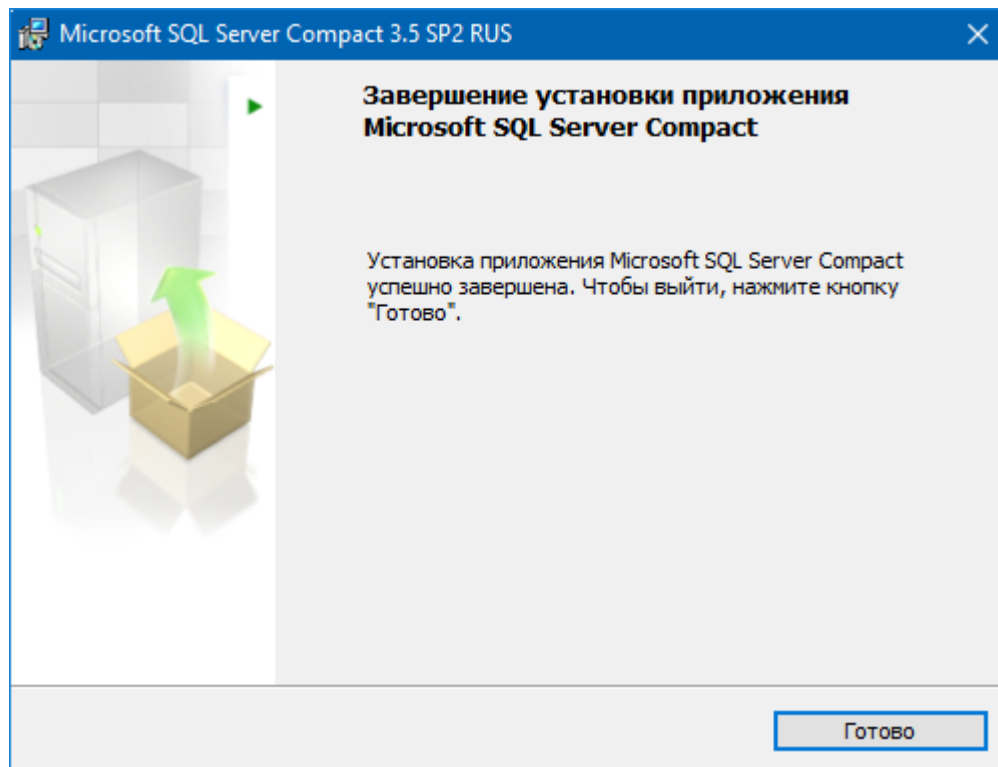 Microsoft SQL Server Compact 3.5 SP2 RUS
Завершение установки приложения
Microsoft SQL Server Compact
Установка приложения Microsoft SQL Server Compact
успешно завершена. Чтобы выйти, нажмите кнопку
"Готово".
Готово